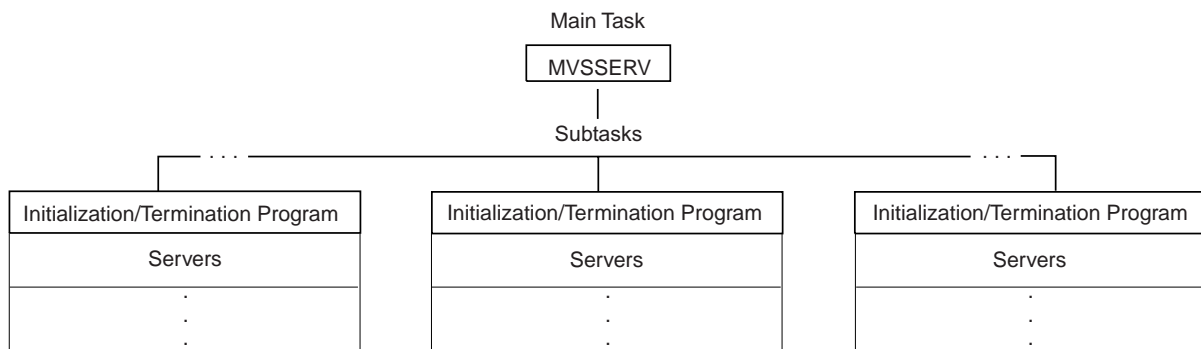 Main Task
MVSSERV
Subtasks
. . . . . .
Initialization/Termination Program Initialization/Termination Program Initialization/Termination Program
Servers Servers Servers
. . .
. . .
. . .